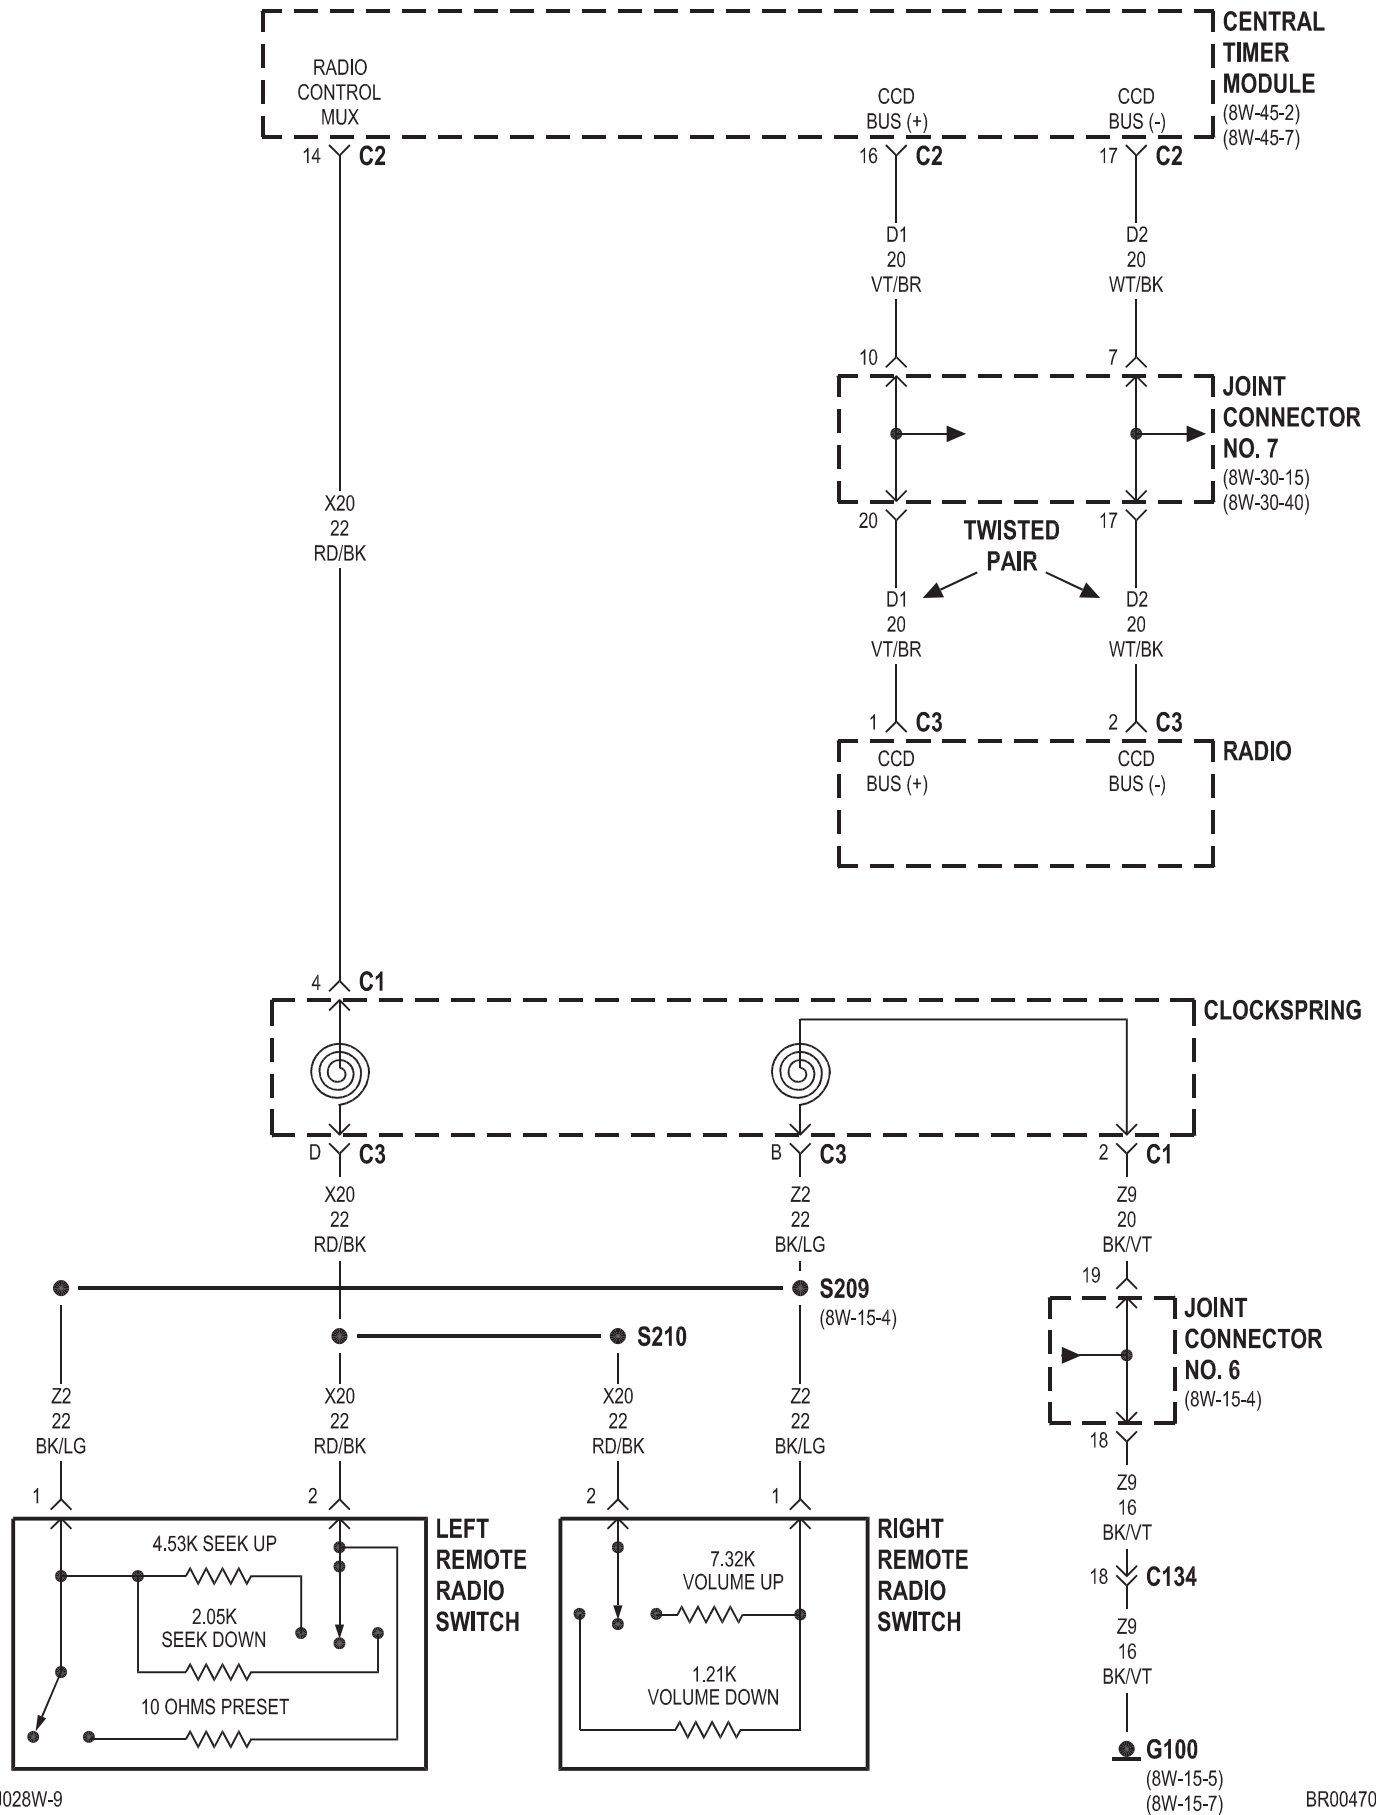 CENTRAL
TIMER
MODULE
(8W-45-2)
(8W-45-7)
RADIO
CONTROL
MUX
CCD
BUS (+)
CCD
BUS (-)
14 C2
16 C2
17 C2
D1
20
VT/BR
D2
20
WT/BK
10
7
JOINT
CONNECTOR
NO. 7
(8W-30-15)
(8W-30-40)
X20
22
RD/BK
20
17
TWISTED
PAIR
D1
20
VT/BR
D2
20
WT/BK
1 C3
2 C3
RADIO
CCD
BUS (+)
CCD
BUS (-)
4 C1
CLOCKSPRING
D C3
B C3
2 C1
X20
22
RD/BK
Z2
22
BK/LG
Z9
20
BK/VT
19
S209
(8W-15-4)
S210
JOINT
CONNECTOR
NO. 6
(8W-15-4)
Z2
22
BK/LG
X20
22
RD/BK
X20
22
RD/BK
Z2
22
BK/LG
18
Z9
16
BK/VT
1
2
2
1
LEFT
REMOTE
RADIO
SWITCH
4.53K SEEK UP
2.05K
SEEK DOWN
10 OHMS PRESET
RIGHT
REMOTE
RADIO
SWITCH
7.32K
VOLUME UP
1.21K
VOLUME DOWN
18 C134
Z9
16
BK/VT
G100
(8W-15-5)
(8W-15-7)
J028W-9
BR00470